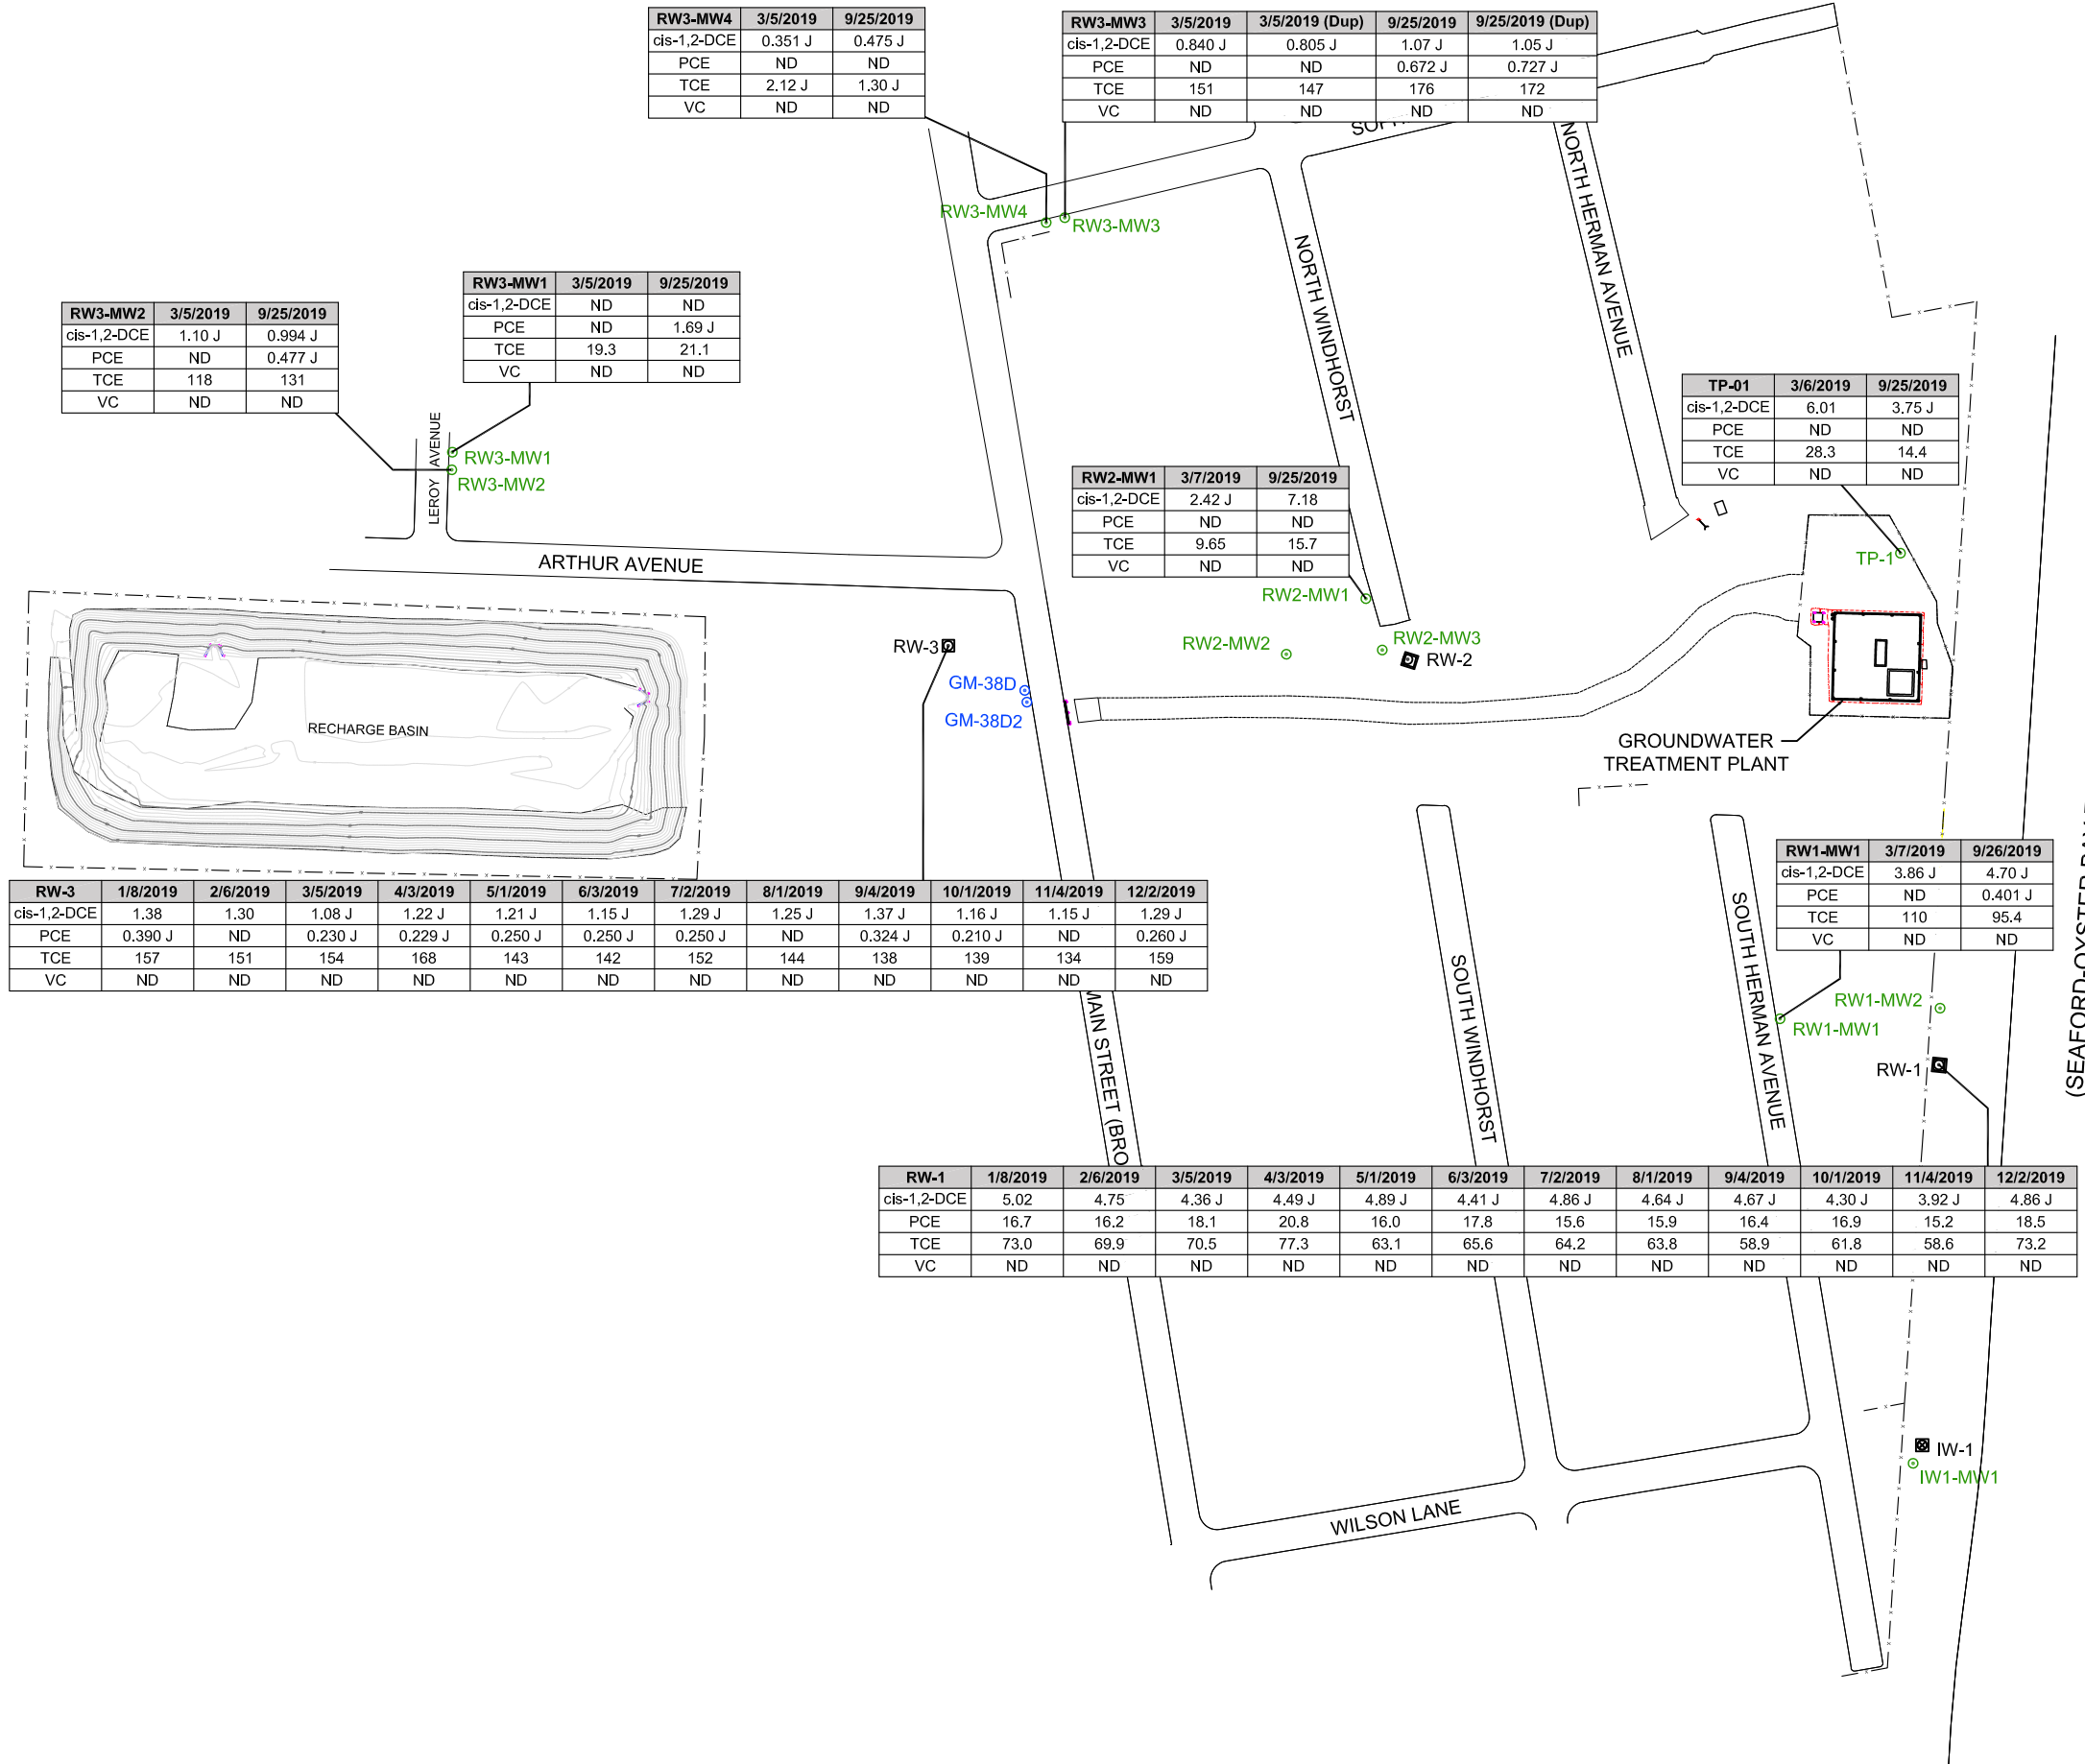 RW3-MW4 3/5/2019 9/25/2019
cis-1,2-DCE 0.351 J 0.475 J
PCE ND ND
TCE 2.12 J 1.30 J
VC ND ND
RW3-MW3 3/5/2019 3/5/2019 (Dup) 9/25/2019 9/25/2019 (Dup)
cis-1,2-DCE 0.840 J 0.805 J 1.07 J 1.05 J
PCE ND ND 0.672 J 0.727 J
TCE 151 147 176 172
VC ND ND ND ND
NORTH HERMAN AVENUE
RW3-MW4
RW3-MW3
NORTH WINDHORST
RW3-MW1 3/5/2019 9/25/2019
cis-1,2-DCE ND ND
PCE ND 1.69 J
TCE 19.3 21.1
VC ND ND
RW3-MW2 3/5/2019 9/25/2019
cis-1,2-DCE 1.10 J 0.994 J
PCE ND 0.477 J
TCE 118 131
VC ND ND
TP-01 3/6/2019 9/25/2019
cis-1,2-DCE 6.01 3.75 J
PCE ND ND
TCE 28.3 14.4
VC ND ND
LEROY AVENUE
RW3-MW1
RW3-MW2
RW2-MW1 3/7/2019 9/25/2019
cis-1,2-DCE 2.42 J 7.18
PCE ND ND
TCE 9.65 15.7
VC ND ND
ARTHUR AVENUE
TP-1
RW2-MW1
RW2-MW2
RW2-MW3
RW-2
RW-3
GM-38D
GM-38D2
RECHARGE BASIN
GROUNDWATER
TREATMENT PLANT
RW1-MW1 3/7/2019 9/26/2019
cis-1,2-DCE 3.86 J 4.70 J
PCE ND 0.401 J
TCE 110 95.4
VC ND ND
RW-3 1/8/2019 2/6/2019 3/5/2019 4/3/2019 5/1/2019 6/3/2019 7/2/2019 8/1/2019 9/4/2019 10/1/2019 11/4/2019 12/2/2019
cis-1,2-DCE 1.38 1.30 1.08 J 1.22 J 1.21 J 1.15 J 1.29 J 1.25 J 1.37 J 1.16 J 1.15 J 1.29 J
PCE 0.390 J ND 0.230 J 0.229 J 0.250 J 0.250 J 0.250 J ND 0.324 J 0.210 J ND 0.260 J
TCE 157 151 154 168 143 142 152 144 138 139 134 159
VC ND ND ND ND ND ND ND ND ND ND ND ND
MAIN STREET (BRO
SOUTH WINDHORST
SOUTH HERMAN AVENUE
RW1-MW2
RW1-MW1
RW-1
RW-1 1/8/2019 2/6/2019 3/5/2019 4/3/2019 5/1/2019 6/3/2019 7/2/2019 8/1/2019 9/4/2019 10/1/2019 11/4/2019 12/2/2019
cis-1,2-DCE 5.02 4.75 4.36 J 4.49 J 4.89 J 4.41 J 4.86 J 4.64 J 4.67 J 4.30 J 3.92 J 4.86 J
PCE 16.7 16.2 18.1 20.8 16.0 17.8 15.6 15.9 16.4 16.9 15.2 18.5
TCE 73.0 69.9 70.5 77.3 63.1 65.6 64.2 63.8 58.9 61.8 58.6 73.2
VC ND ND ND ND ND ND ND ND ND ND ND ND
IW-1
IW1-MW1
WILSON LANE